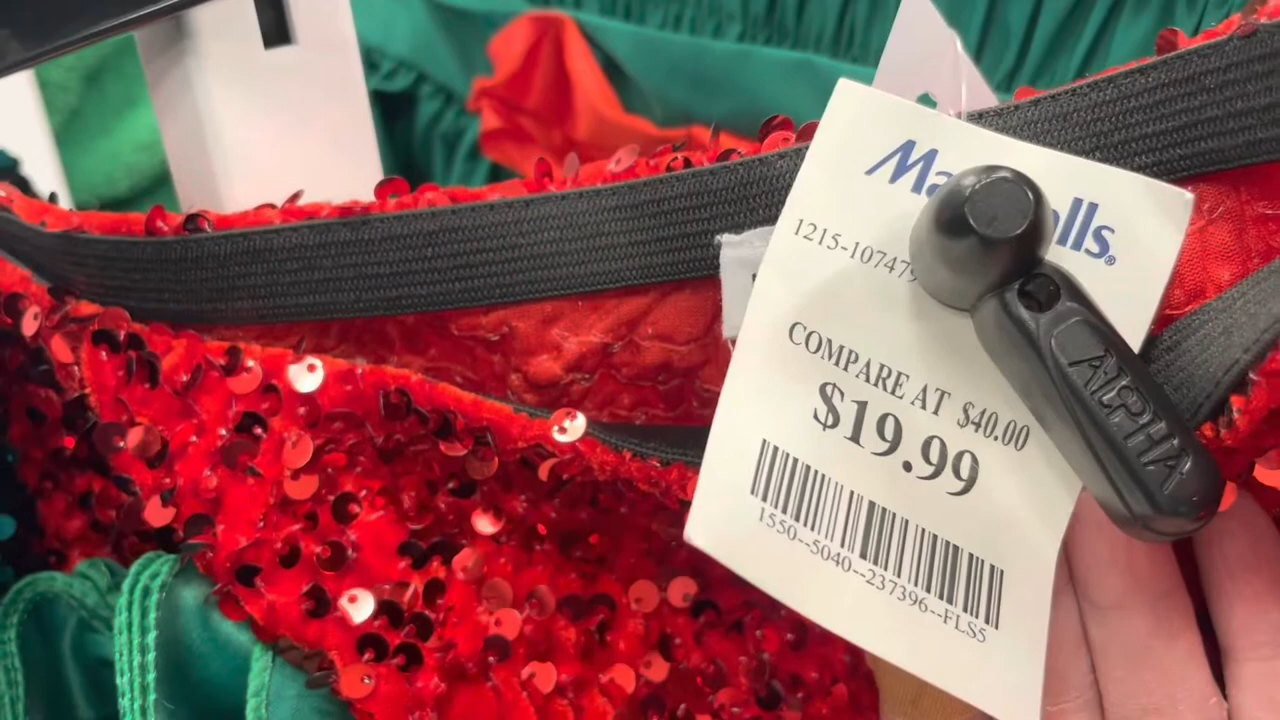 1215-10747
COMPARE AT $40.00
$19.99
1550--5040--237396--FLS5
ALPHA